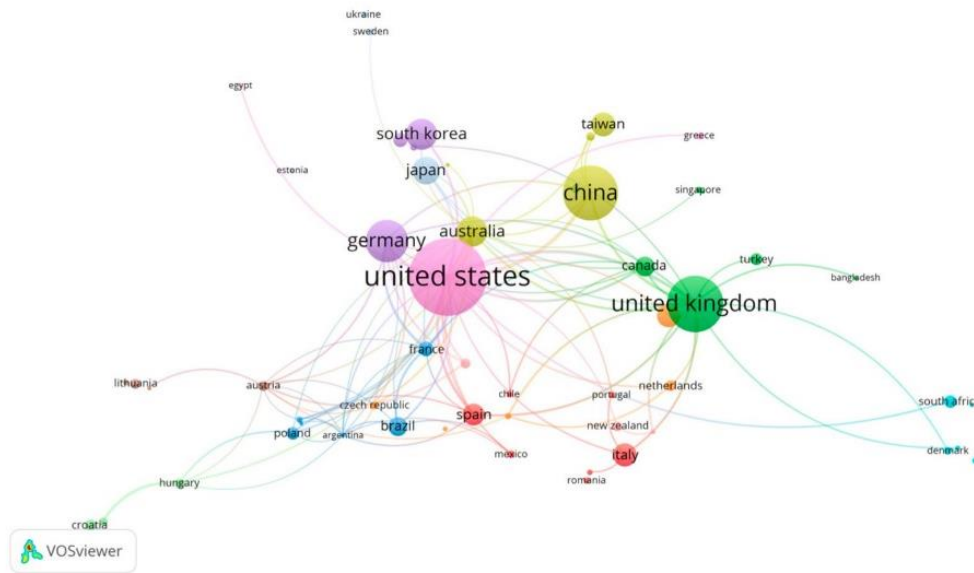 ukraine
sweden
egypt
taiwan
south korea
greece
japan
estonia
singapore
china
australia
germany
turkey
canada
united states
bangladesh
united kingdom
france
lithuania
austria
netherlands
chile
portugal
south afri
czech republic
spain
brazil
new zealand
poland
argentina
denmark
mexico
italy
romania
hungary
croatia
VOSviewer